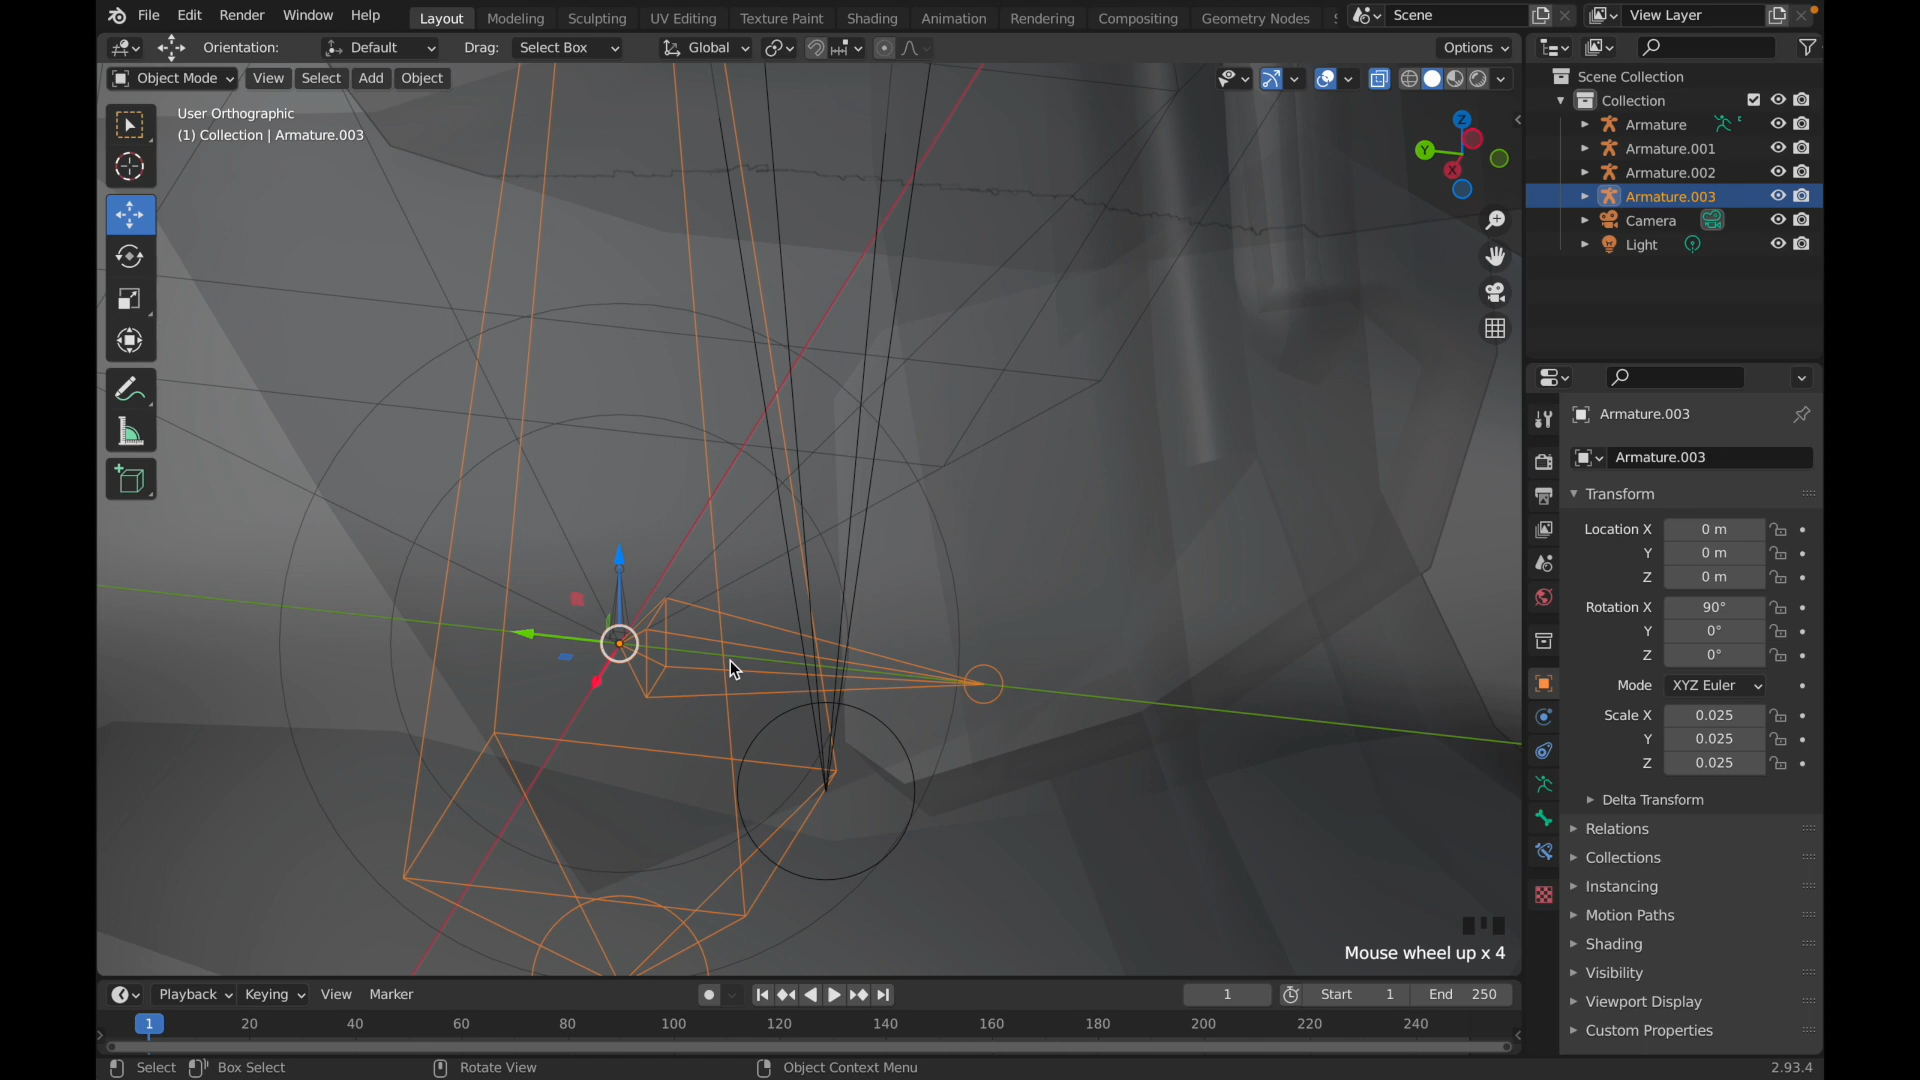 File Edit Render Window Help Layout Modeling Sculpting UV Editing Texture Paint Shading Animation Rendering Compositing Geometry Nodes Scene View Layer
Orientation: Default Drag: Select Box Global Options
Object Mode View Select Add Object
User Orthographic
(1) Collection | Armature.003
Z
Y
X
Scene Collection
Collection
Armature
Armature.001
Armature.002
Armature.003
Camera
Light
Armature.003
Armature.003
Transform
Location X 0 m
Y 0 m
Z 0 m
Rotation X 90°
Y 0°
Z 0°
Mode XYZ Euler
Scale X 0.025
Y 0.025
Z 0.025
Delta Transform
Relations
Collections
Instancing
Motion Paths
Shading
Visibility
Viewport Display
Custom Properties
Mouse wheel up x 4
Playback Keying View Marker 1 Start 1 End 250
1 20 40 60 80 100 120 140 160 180 200 220 240
Select Box Select Rotate View Object Context Menu 2.93.4